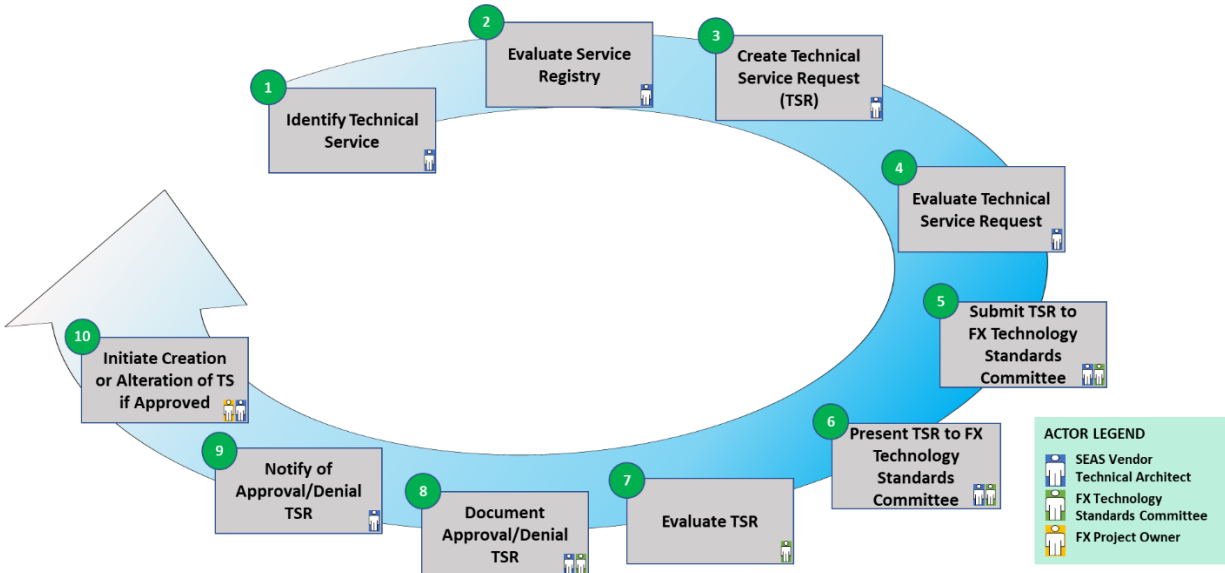 1
Identify Technical
Service
2
Evaluate Service
Registry
3
Create Technical
Service Request
(TSR)
4
Evaluate Technical
Service Request
5
Submit TSR to
FX Technology
Standards
Committee
6
Present TSR to FX
Technology
Standards
Committee
7
Evaluate TSR
8
Document
Approval/Denial
TSR
9
Notify of
Approval/Denial
TSR
10
Initiate Creation
or Alteration of TS
if Approved
ACTOR LEGEND
SEAS Vendor
Technical Architect
FX Technology
Standards Committee
FX Project Owner